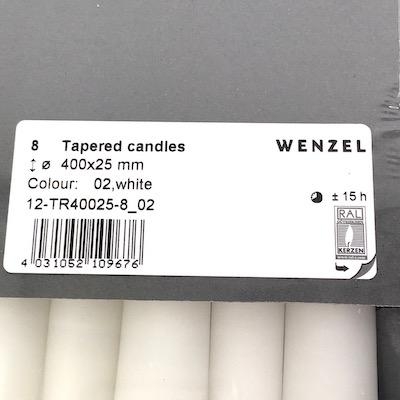 8 Tapered candles
WENZEL
↕ ø 400x25 mm
Colour: 02,white
12-TR40025-8_02
± 15 h
RAL
KERZEN
4 031052 109676